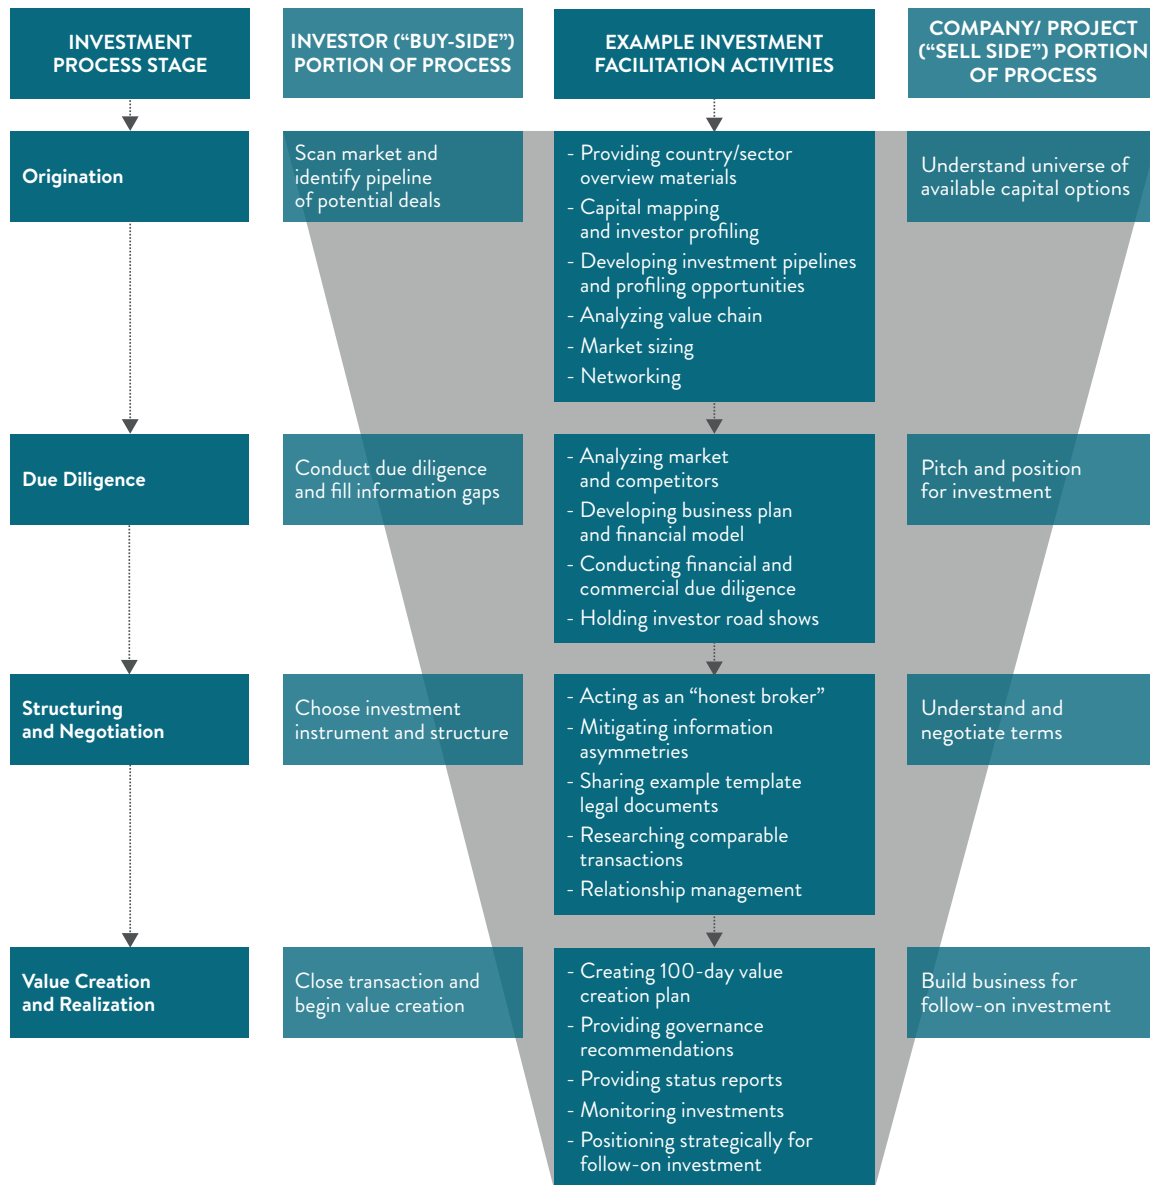 INVESTMENT
PROCESS STAGE
INVESTOR (“BUY-SIDE”)
PORTION OF PROCESS
EXAMPLE INVESTMENT
FACILITATION ACTIVITIES
COMPANY/ PROJECT
(“SELL SIDE”) PORTION
OF PROCESS
Origination
Scan market and
identify pipeline
of potential deals
- Providing country/sector
overview materials
- Capital mapping
and investor profiling
- Developing investment pipelines
and profiling opportunities
- Analyzing value chain
- Market sizing
- Networking
Understand universe of
available capital options
Due Diligence
Conduct due diligence
and fill information gaps
- Analyzing market
and competitors
- Developing business plan
and financial model
- Conducting financial and
commercial due diligence
- Holding investor road shows
Pitch and position
for investment
Structuring
and Negotiation
Choose investment
instrument and structure
- Acting as an “honest broker”
- Mitigating information
asymmetries
- Sharing example template
legal documents
- Researching comparable
transactions
- Relationship management
Understand and
negotiate terms
Value Creation
and Realization
Close transaction and
begin value creation
- Creating 100-day value
creation plan
- Providing governance
recommendations
- Providing status reports
- Monitoring investments
- Positioning strategically for
follow-on investment
Build business for
follow-on investment